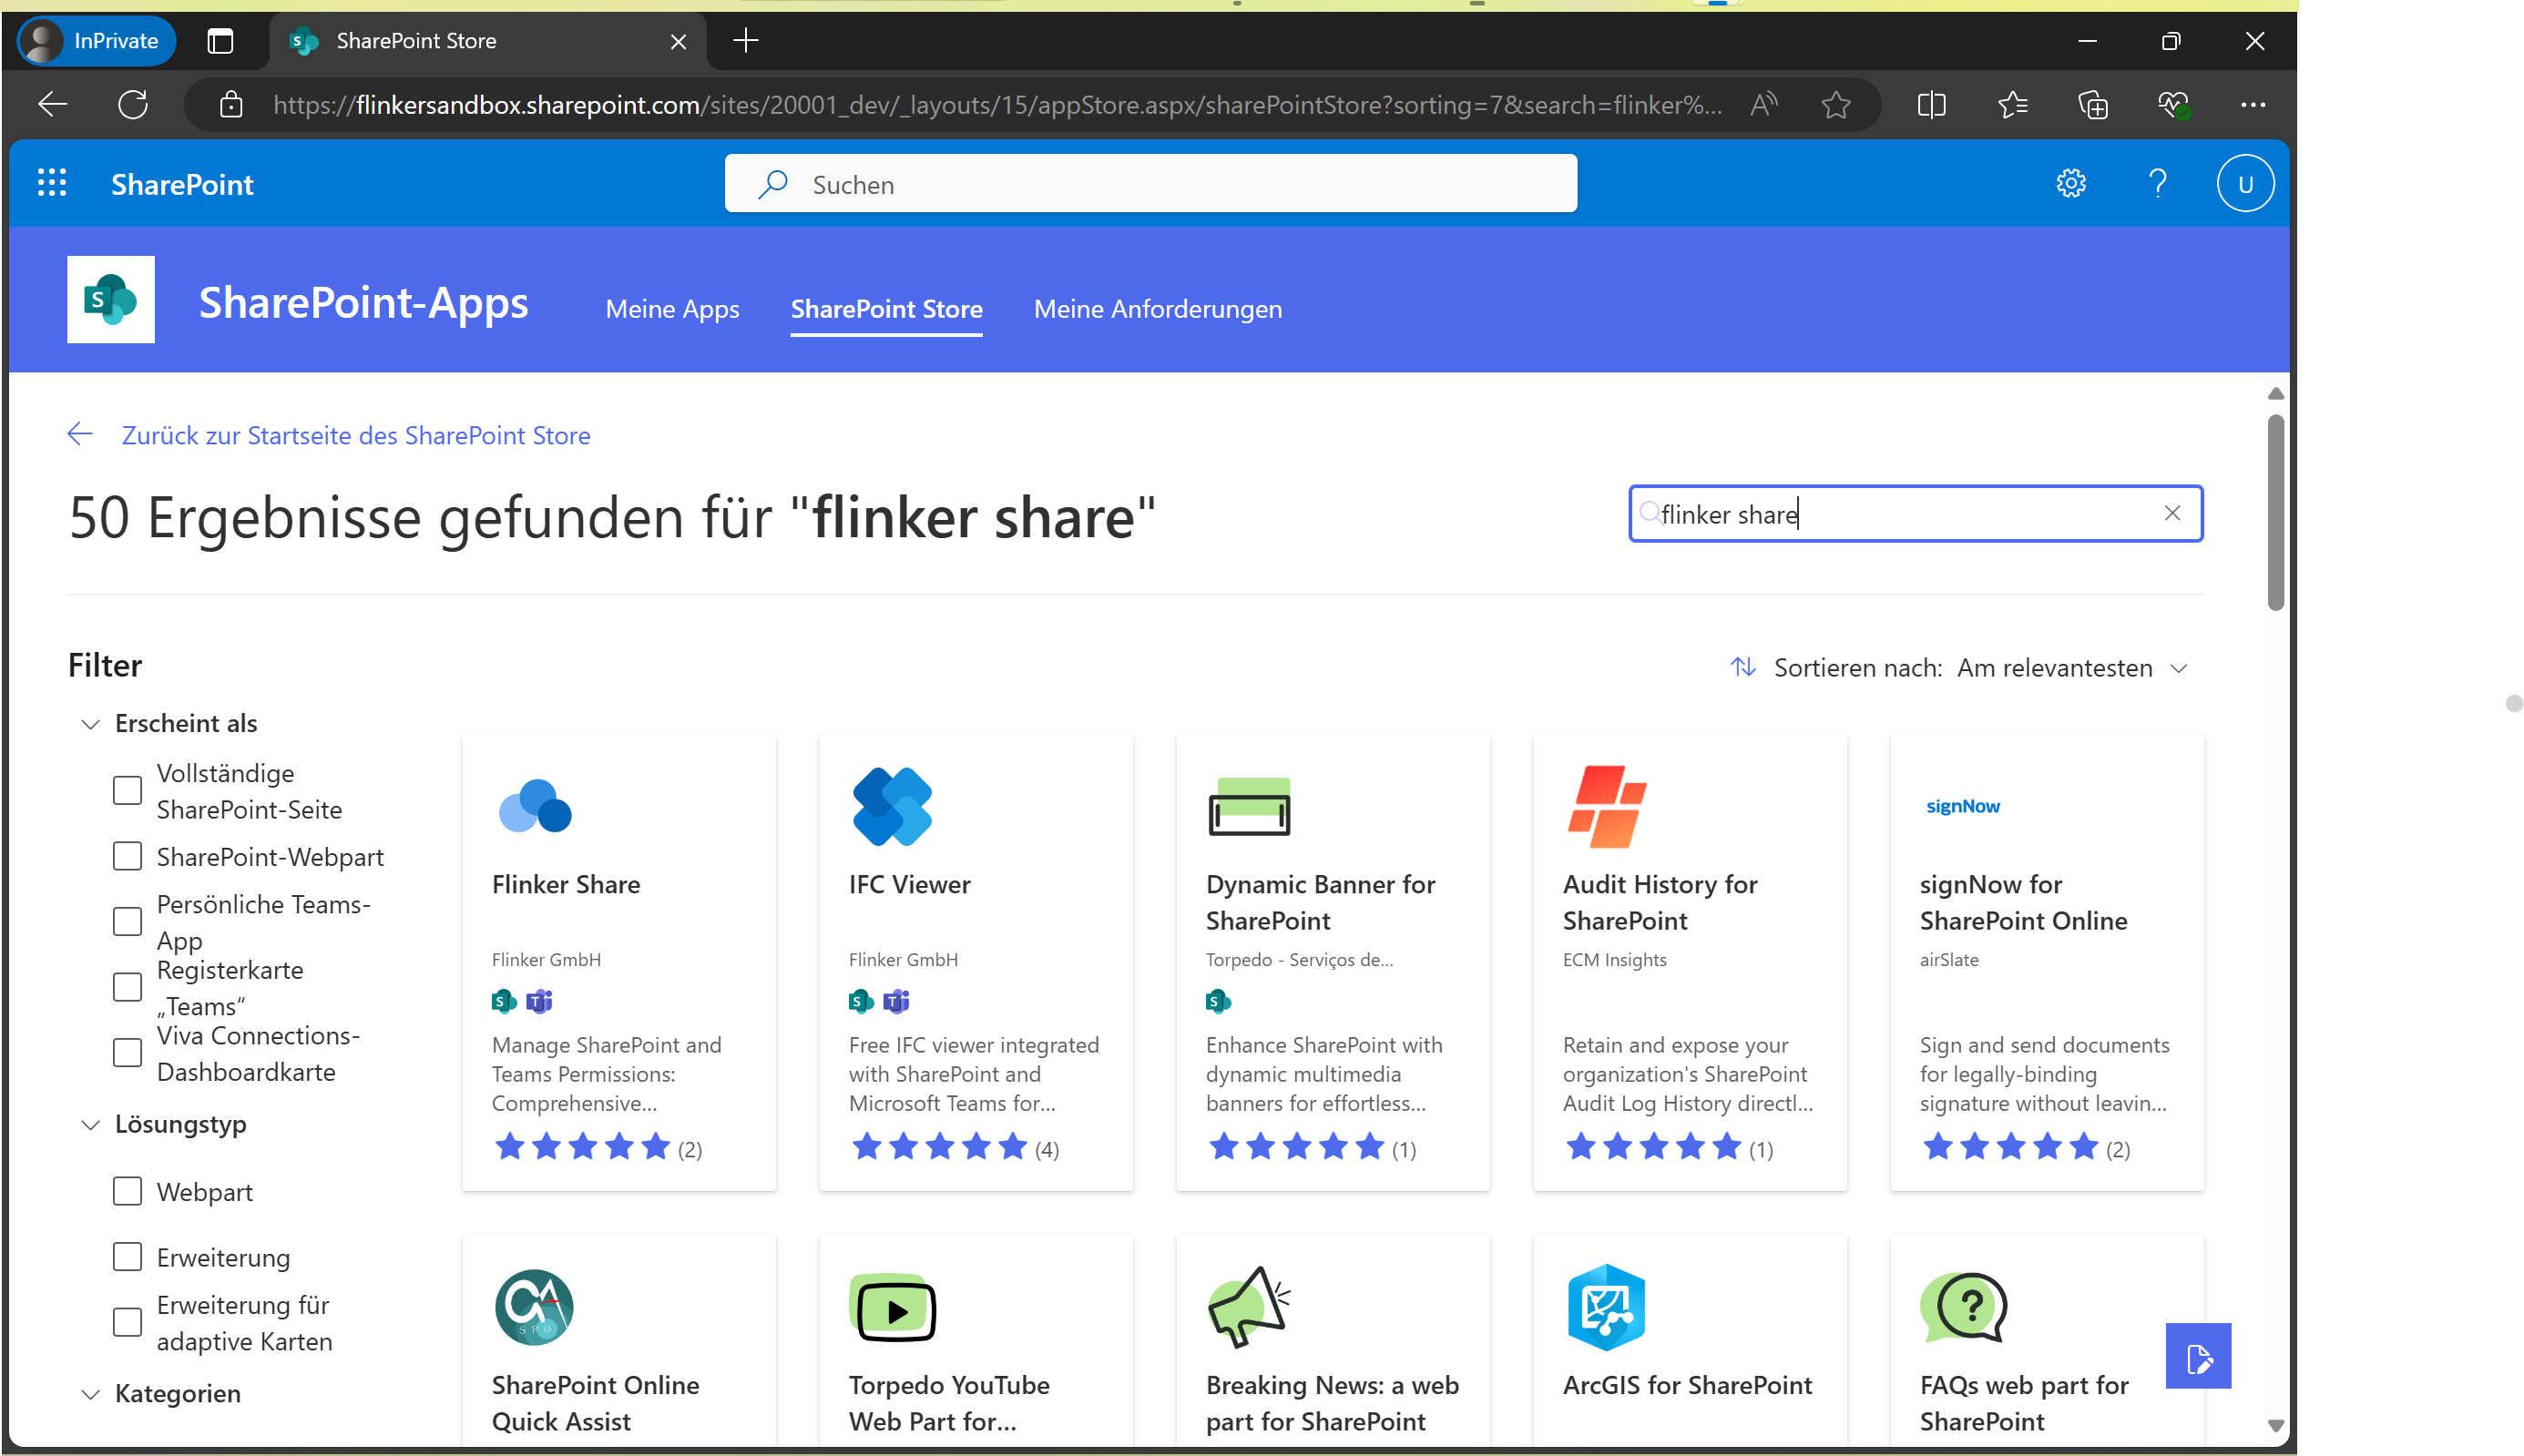 InPrivate
SharePoint Store
https://flinkersandbox.sharepoint.com/sites/20001_dev/_layouts/15/appStore.aspx/sharePointStore?sorting=7&search=flinker%...
SharePoint
Suchen
U
SharePoint-Apps
Meine Apps
SharePoint Store
Meine Anforderungen
Zurück zur Startseite des SharePoint Store
50 Ergebnisse gefunden für "flinker share"
flinker share
Filter
Sortieren nach: Am relevantesten
Erscheint als
Vollständige
SharePoint-Seite
SharePoint-Webpart
Persönliche Teams-
App
Registerkarte
„Teams“
Viva Connections-
Dashboardkarte
Lösungstyp
Webpart
Erweiterung
Erweiterung für
adaptive Karten
Kategorien
Flinker Share
Flinker GmbH
Manage SharePoint and
Teams Permissions:
Comprehensive...
(2)
IFC Viewer
Flinker GmbH
Free IFC viewer integrated
with SharePoint and
Microsoft Teams for...
(4)
Dynamic Banner for
SharePoint
Torpedo - Serviços de...
Enhance SharePoint with
dynamic multimedia
banners for effortless...
(1)
Audit History for
SharePoint
ECM Insights
Retain and expose your
organization's SharePoint
Audit Log History directl...
(1)
signNow
signNow for
SharePoint Online
airSlate
Sign and send documents
for legally-binding
signature without leavin...
(2)
SPO
SharePoint Online
Quick Assist
Torpedo YouTube
Web Part for...
Breaking News: a web
part for SharePoint
ArcGIS for SharePoint
FAQs web part for
SharePoint